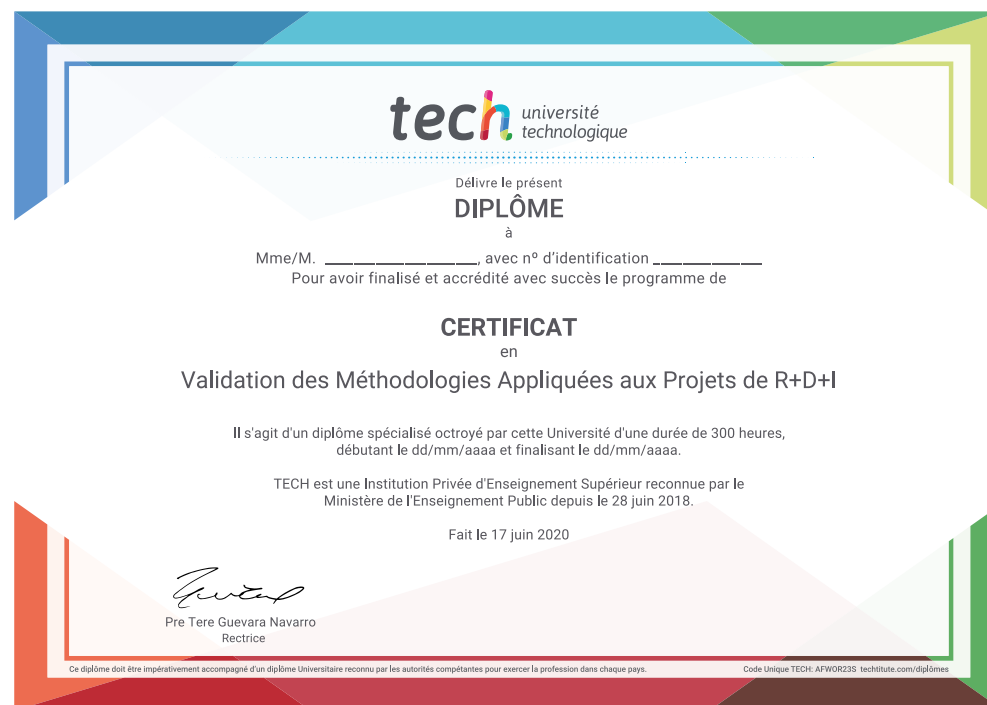 tech université
technologique
Délivre le présent
DIPLÔME
à
Mme/M. ____________________, avec nº d'identification ______________
Pour avoir finalisé et accrédité avec succès le programme de
CERTIFICAT
en
Validation des Méthodologies Appliquées aux Projets de R+D+I
Il s'agit d'un diplôme spécialisé octroyé par cette Université d'une durée de 300 heures,
débutant le dd/mm/aaaa et finalisant le dd/mm/aaaa.
TECH est une Institution Privée d'Enseignement Supérieur reconnue par le
Ministère de l'Enseignement Public depuis le 28 juin 2018.
Fait le 17 juin 2020
Pre Tere Guevara Navarro
Rectrice
Ce diplôme doit être impérativement accompagné d'un diplôme Universitaire reconnu par les autorités compétantes pour exercer la profession dans chaque pays.
Code Unique TECH: AFWOR23S techtitute.com/diplômes